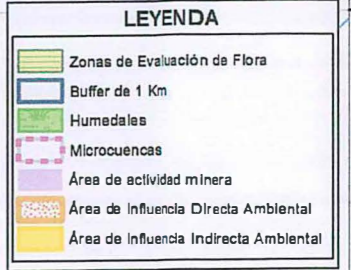 LEYENDA
Zonas de Evaluación de Flora
Buffer de 1 Km
Humedales
Microcuencas
Área de actividad minera
Área de Influencia Directa Ambiental
Área de Influencia Indirecta Ambiental